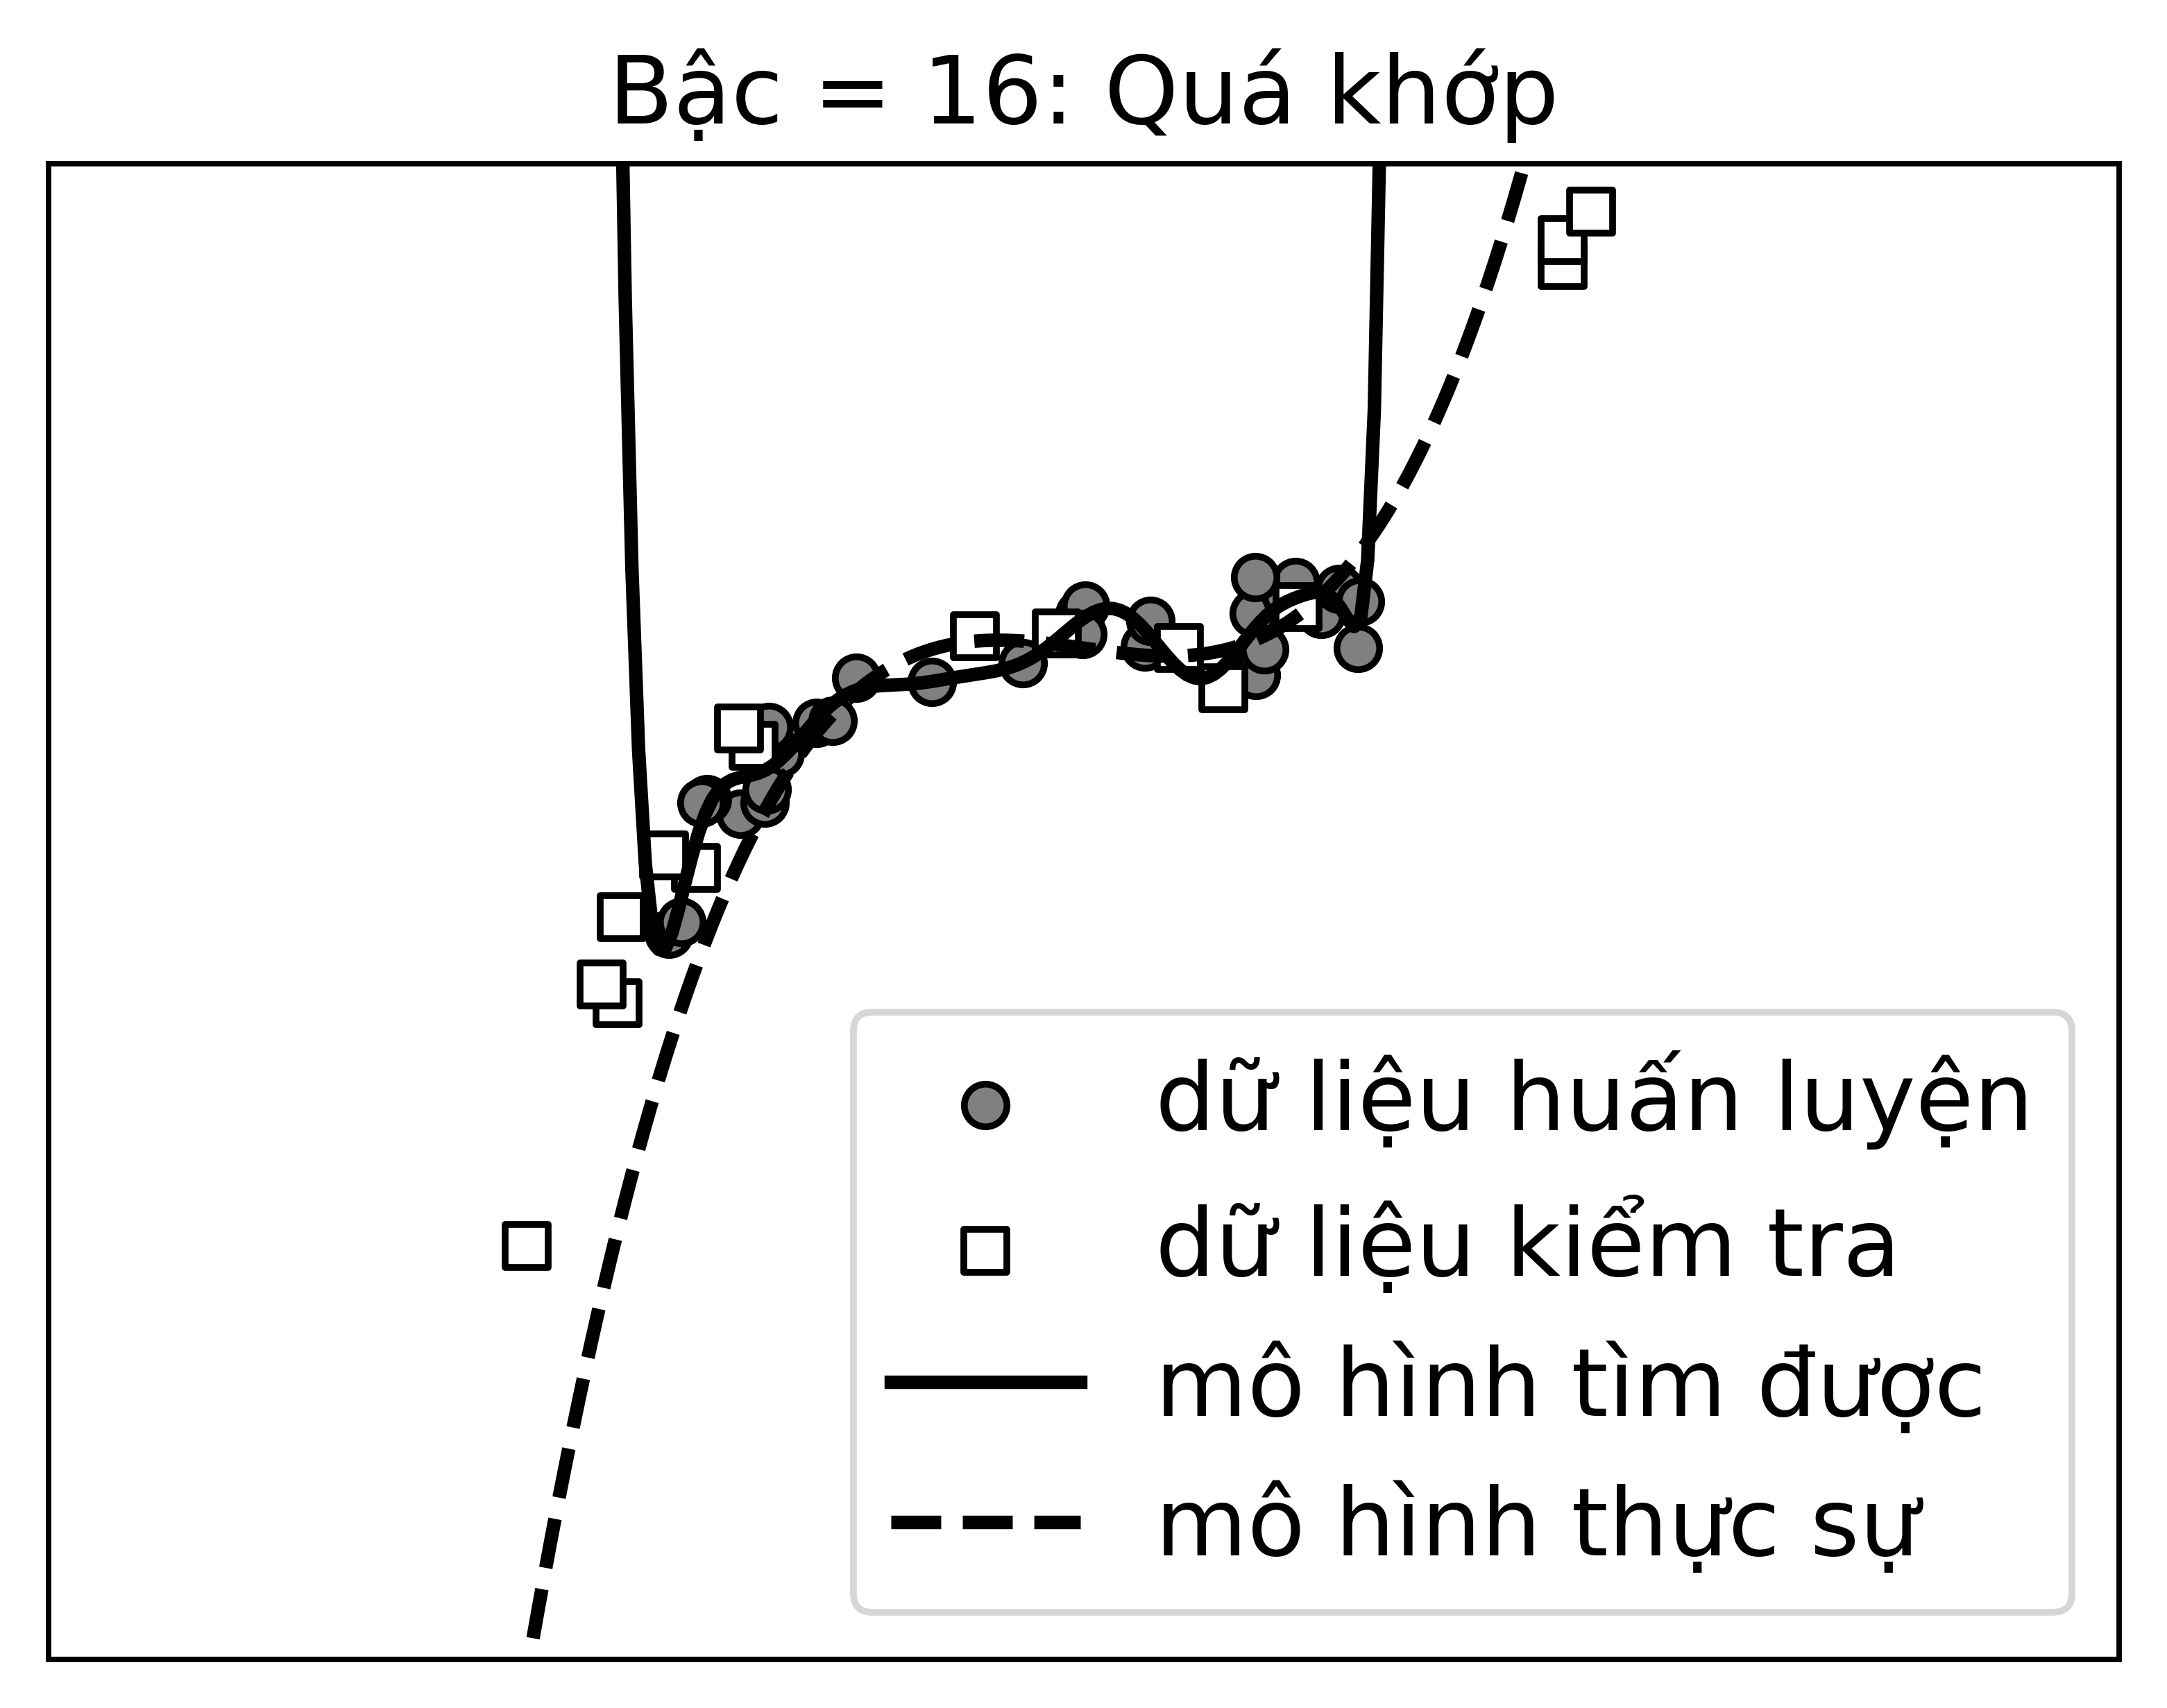 Bậc = 16: Quá khớp
dữ liệu huấn luyện
dữ liệu kiểm tra
mô hình tìm được
mô hình thực sự